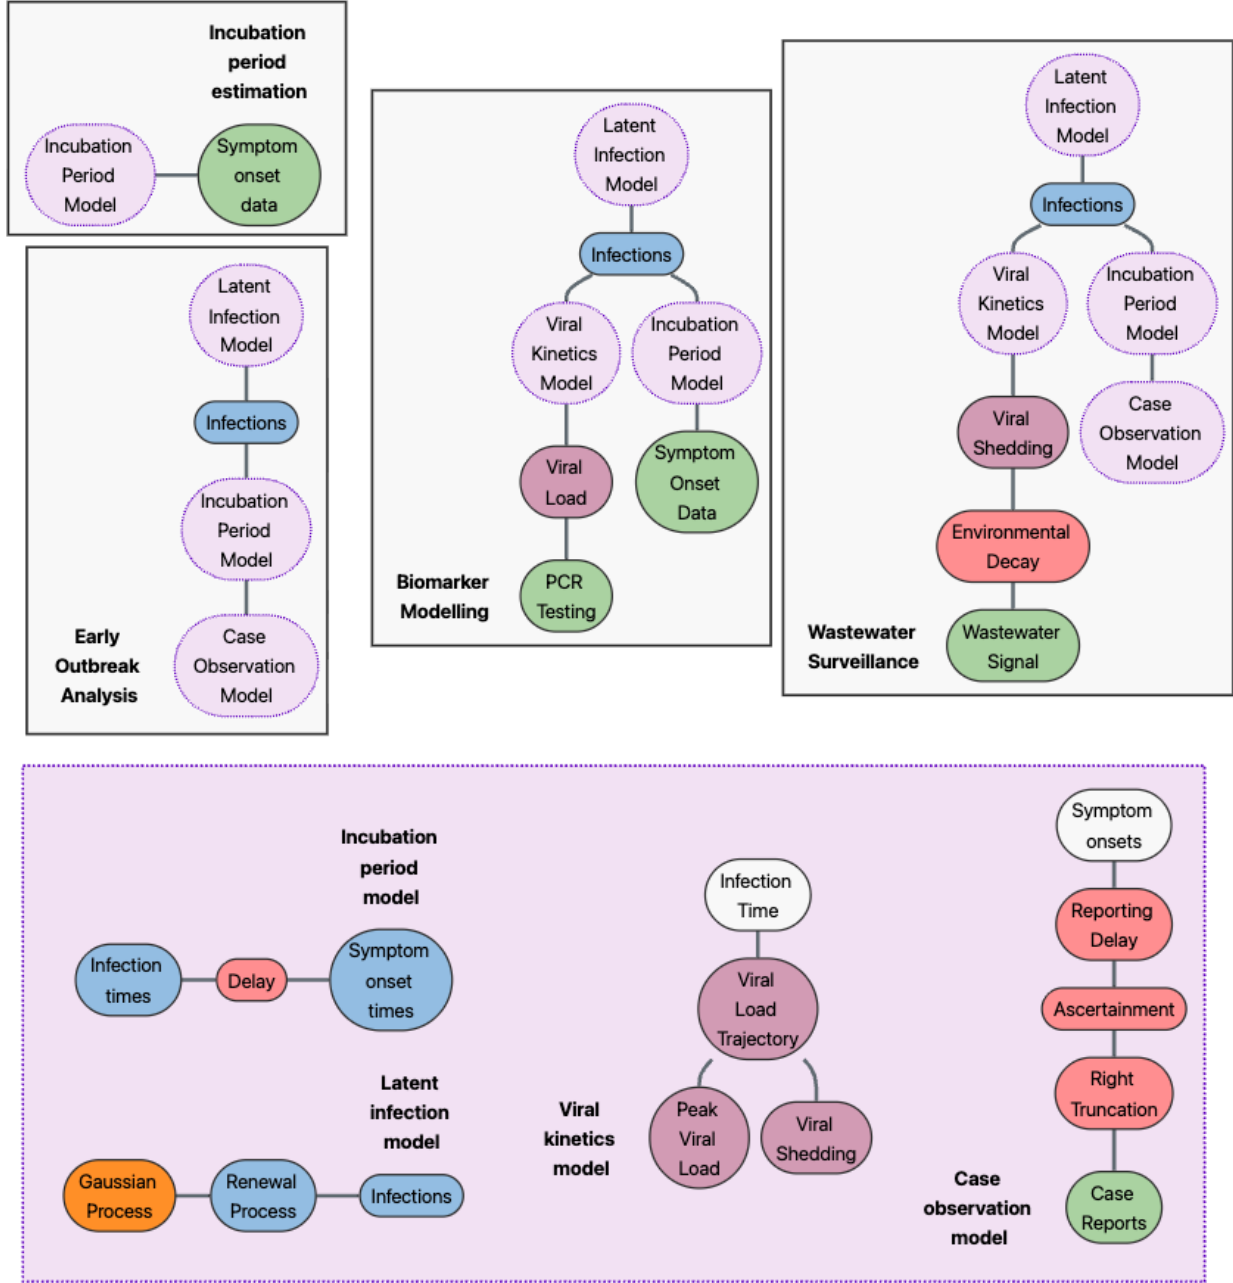 Incubation
period
estimation
Incubation
Period
Model
Symptom
onset
data
Latent
Infection
Model
Infections
Incubation
Period
Model
Case
Observation
Model
Early
Outbreak
Analysis
Latent
Infection
Model
Infections
Viral
Kinetics
Model
Incubation
Period
Model
Viral
Load
Symptom
Onset
Data
PCR
Testing
Biomarker
Modelling
Latent
Infection
Model
Infections
Viral
Kinetics
Model
Incubation
Period
Model
Viral
Shedding
Case
Observation
Model
Environmental
Decay
Wastewater
Signal
Wastewater
Surveillance
Incubation
period
model
Infection
times
Delay
Symptom
onset
times
Latent
infection
model
Gaussian
Process
Renewal
Process
Infections
Infection
Time
Viral
Load
Trajectory
Peak
Viral
Load
Viral
Shedding
Viral
kinetics
model
Symptom
onsets
Reporting
Delay
Ascertainment
Right
Truncation
Case
Reports
Case
observation
model